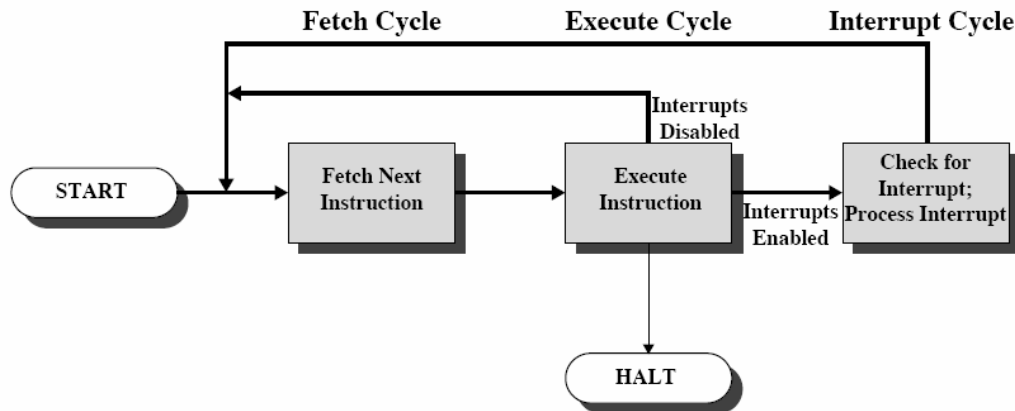 Fetch Cycle
Execute Cycle
Interrupt Cycle
Interrupts
Disabled
START
Fetch Next
Instruction
Execute
Instruction
Interrupts
Enabled
Check for
Interrupt;
Process Interrupt
HALT